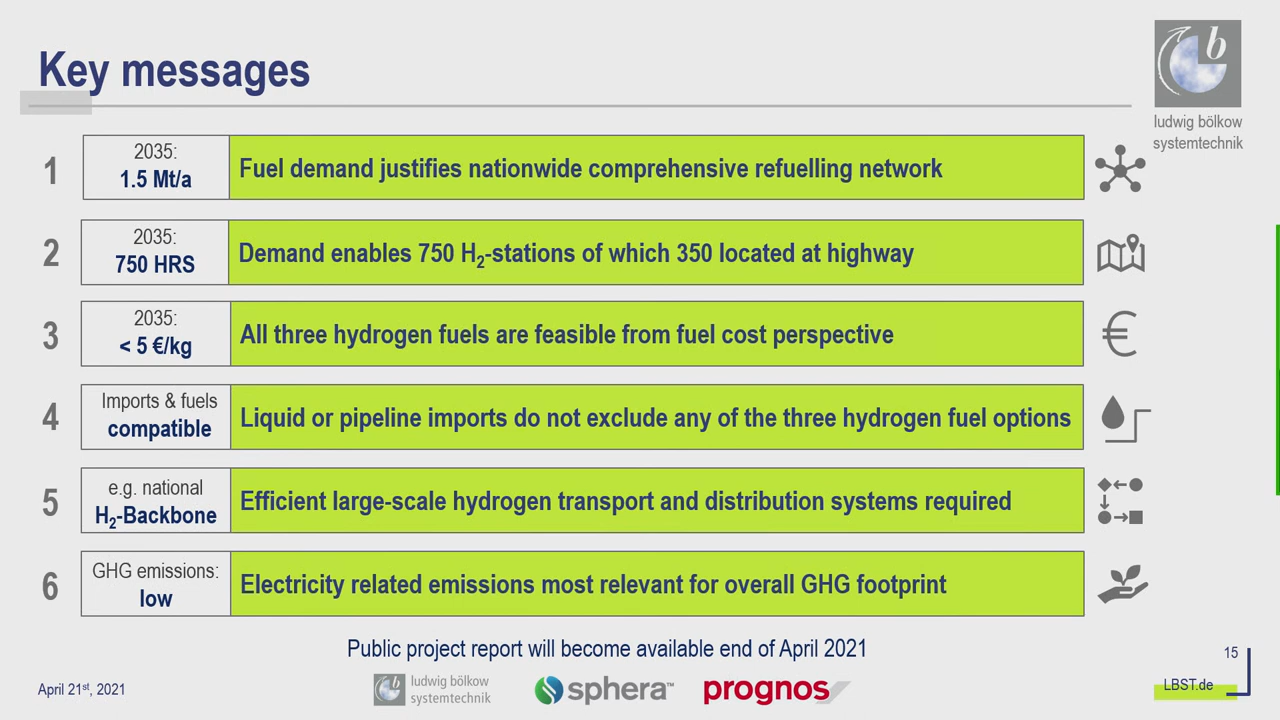 Key messages
ludwig bölkow
systemtechnik
1
2035:
1.5 Mt/a
Fuel demand justifies nationwide comprehensive refuelling network
2
2035:
750 HRS
Demand enables 750 H₂-stations of which 350 located at highway
3
2035:
< 5 €/kg
All three hydrogen fuels are feasible from fuel cost perspective
4
Imports & fuels
compatible
Liquid or pipeline imports do not exclude any of the three hydrogen fuel options
5
e.g. national
H₂-Backbone
Efficient large-scale hydrogen transport and distribution systems required
6
GHG emissions:
low
Electricity related emissions most relevant for overall GHG footprint
Public project report will become available end of April 2021
15
April 21st, 2021
ludwig bölkow
systemtechnik
sphera™
prognos
LBST.de